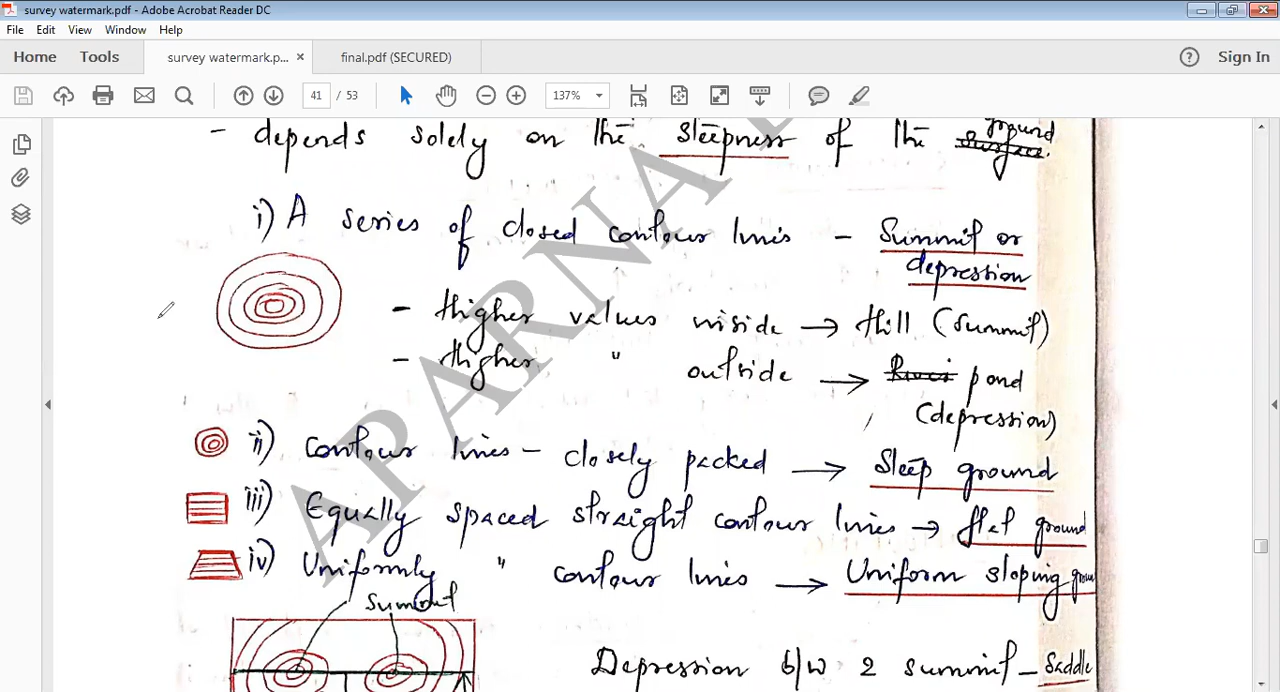 survey watermark.pdf - Adobe Acrobat Reader DC
File Edit View Window Help
Home Tools survey watermark.p... × final.pdf (SECURED) ? Sign In
41 / 53 137%
- depends solely on the steepness of the ground surface.
i) A series of closed contour lines - Summit or
depression
- Higher values inside → Hill (Summit)
- Higher " outside → River pond
(depression)
ii) Contour lines - closely packed → Steep ground
iii) Equally spaced straight contour lines → flat ground
iv) Uniformly " contour lines → Uniform sloping ground
Summit
Depression b/w 2 summit - Saddle
APARNA